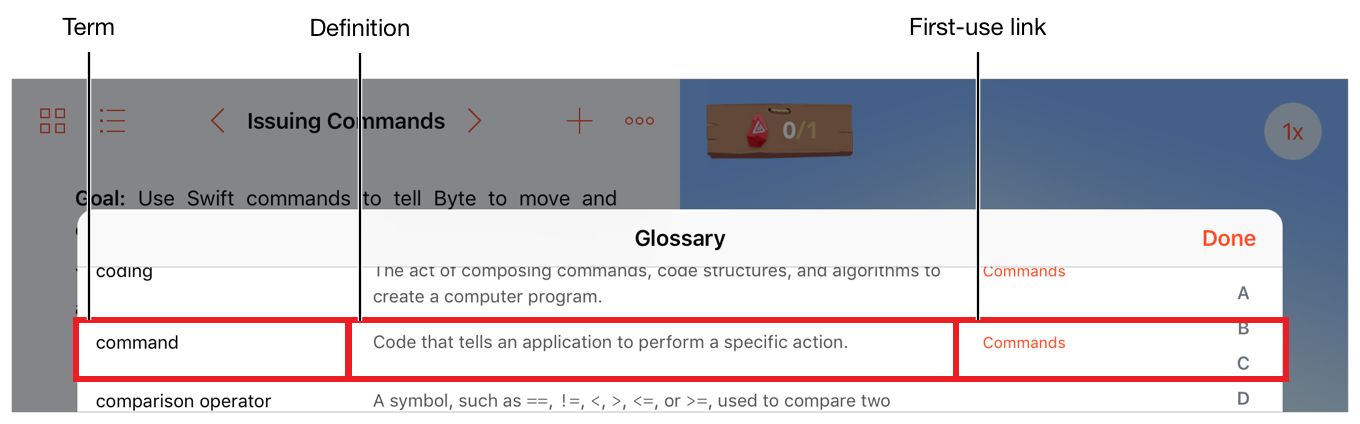 Term
Definition
First-use link
Issuing Commands
0/1
1x
Goal: Use Swift commands to tell Byte to move and
Glossary
Done
coding
The act of composing commands, code structures, and algorithms to
create a computer program.
Commands
A
B
command
Code that tells an application to perform a specific action.
Commands
C
comparison operator
A symbol, such as ==, !=, <, >, <=, or >=, used to compare two
D